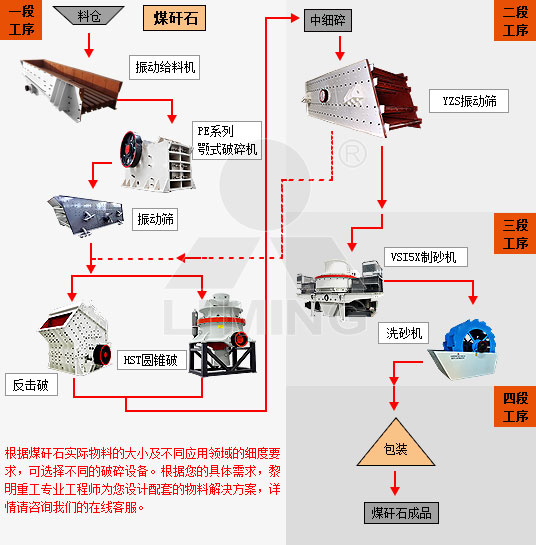 一段
工序
料仓
煤矸石
振动给料机
PE系列
颚式破碎机
振动筛
反击破
HST圆锥破
二段
工序
中细碎
YZS振动筛
三段
工序
VSI5X制砂机
洗砂机
四段
工序
包装
煤矸石成品
根据煤矸石实际物料的大小及不同应用领域的细度要
求，可选择不同的破碎设备。根据您的具体需求，黎
明重工专业工程师为您设计配套的物料解决方案，详
情请咨询我们的在线客服。
LIMING
®